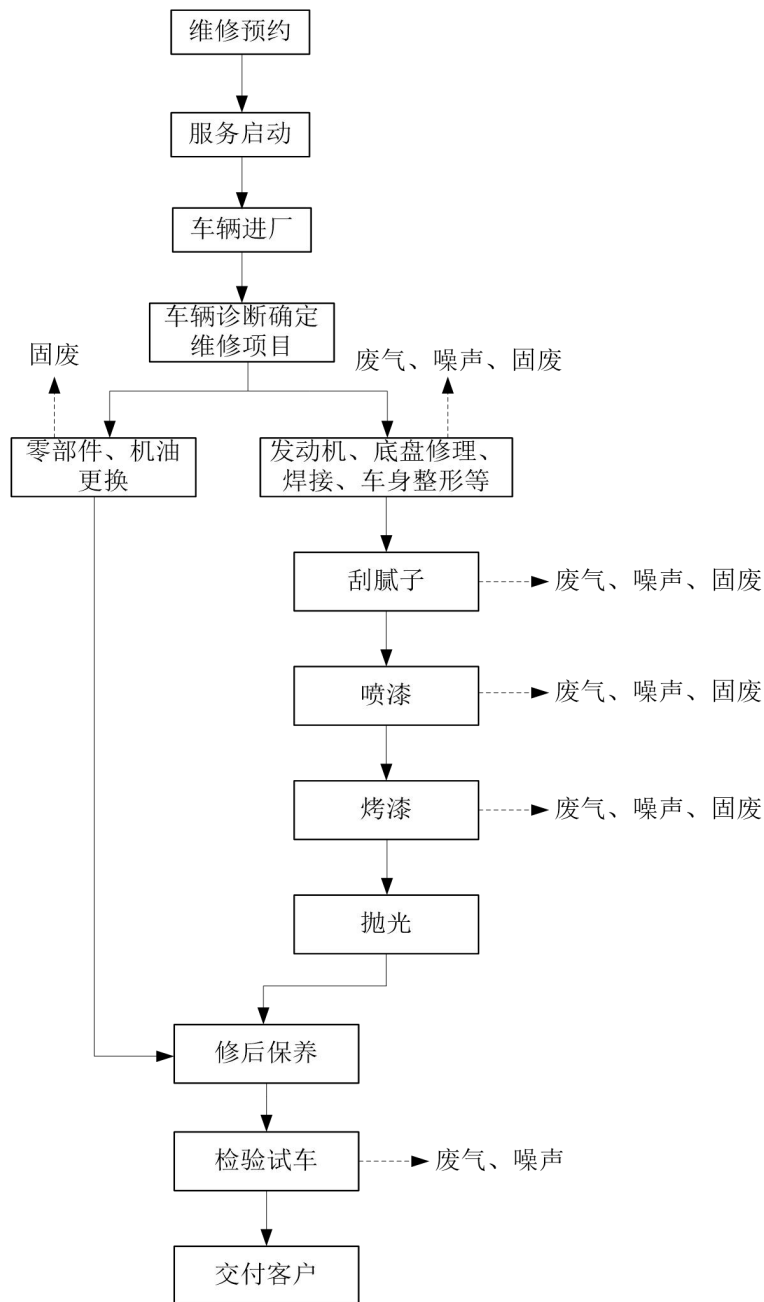 维修预约
服务启动
车辆进厂
车辆诊断确定
维修项目
固废
废气、噪声、固废
零部件、机油
更换
发动机、底盘修理、
焊接、车身整形等
刮腻子
废气、噪声、固废
喷漆
废气、噪声、固废
烤漆
废气、噪声、固废
抛光
修后保养
检验试车
废气、噪声
交付客户